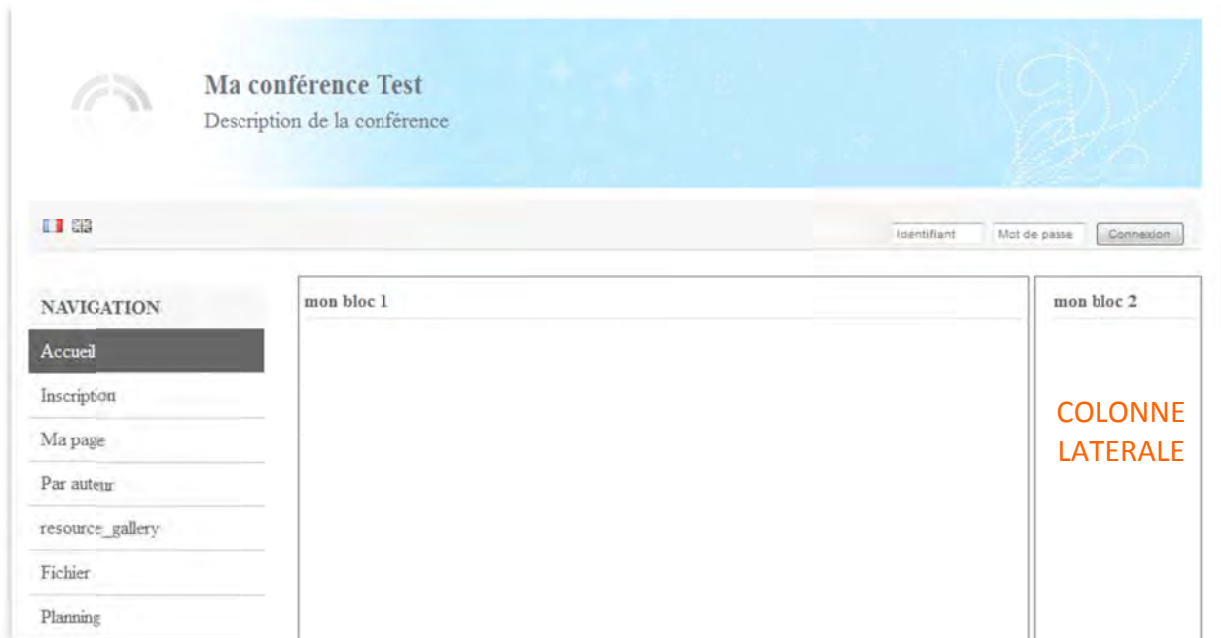 Ma conférence Test
Description de la conférence
Identifiant Mot de passe Connexion
NAVIGATION
Accueil
Inscription
Ma page
Par auteur
resource_gallery
Fichier
Planning
mon bloc 1
mon bloc 2
COLONNE
LATERALE